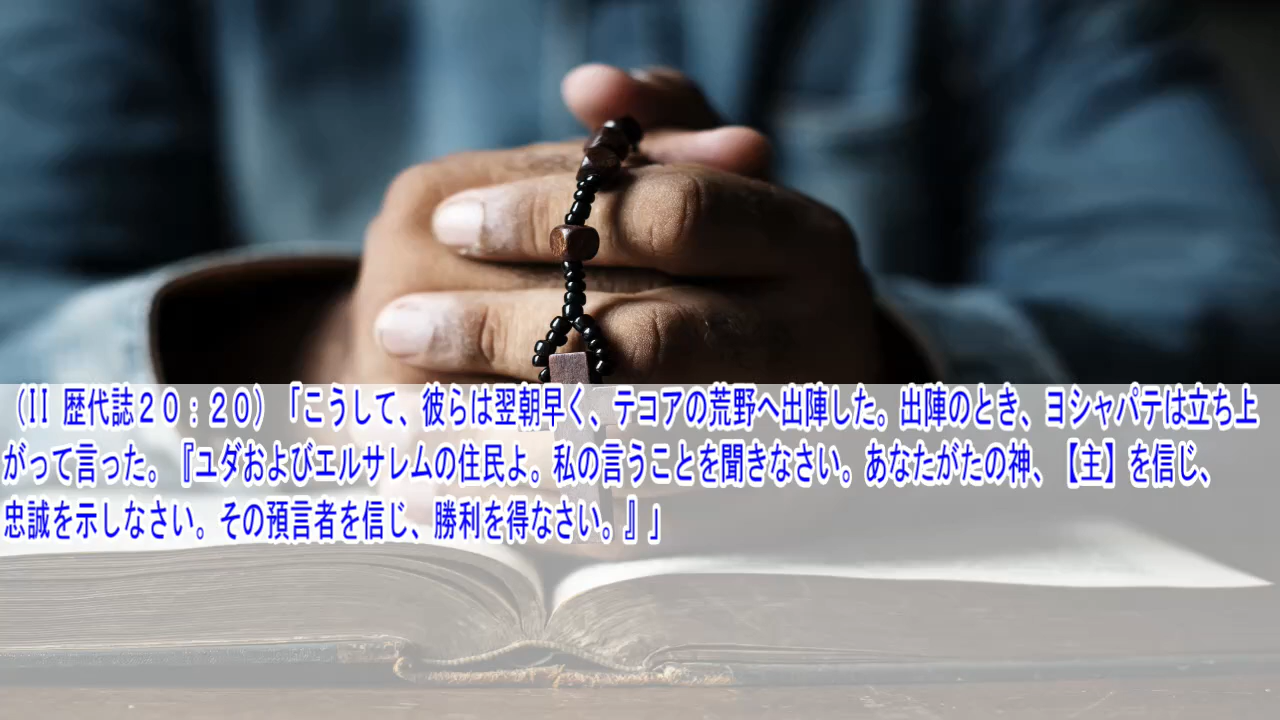 （II 歴代誌２０：２０）「こうして、彼らは翌朝早く、テコアの荒野へ出陣した。出陣のとき、ヨシャパテは立ち上
がって言った。『ユダおよびエルサレムの住民よ。私の言うことを聞きなさい。あなたがたの神、【主】を信じ、
忠誠を示しなさい。その預言者を信じ、勝利を得なさい。』」